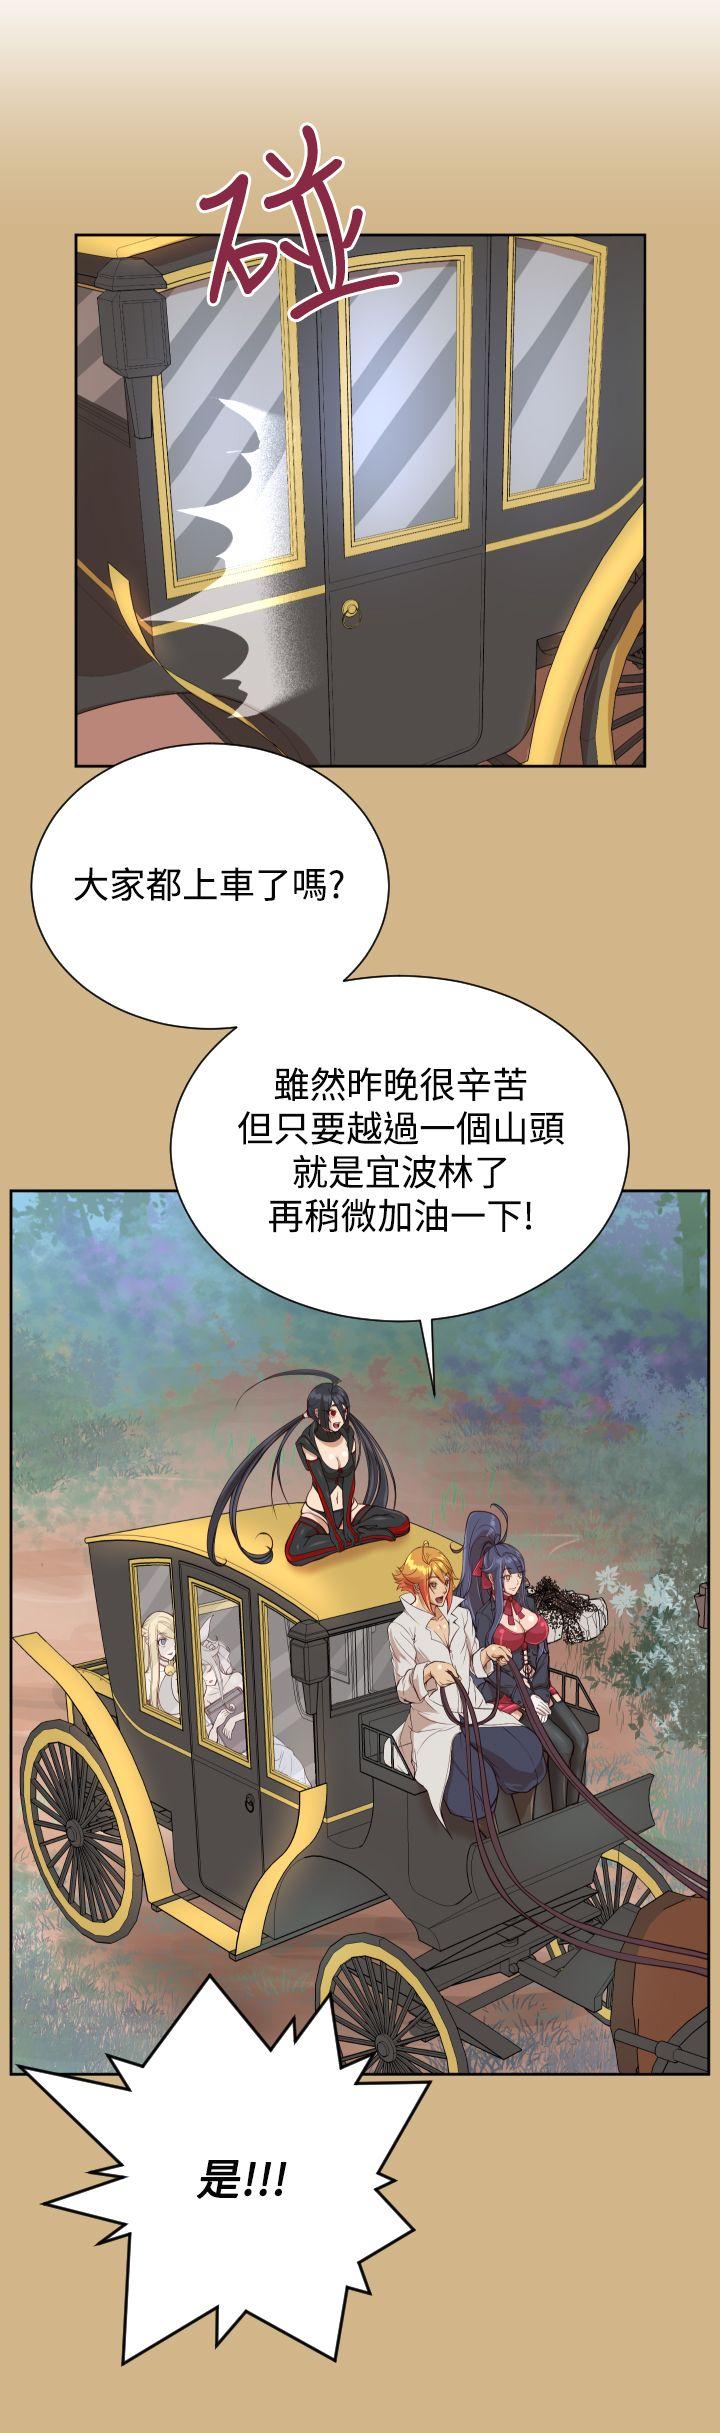 碰
大家都上車了嗎?
雖然昨晚很辛苦
但只要越過一個山頭
就是宜波林了
再稍微加油一下!
是!!!